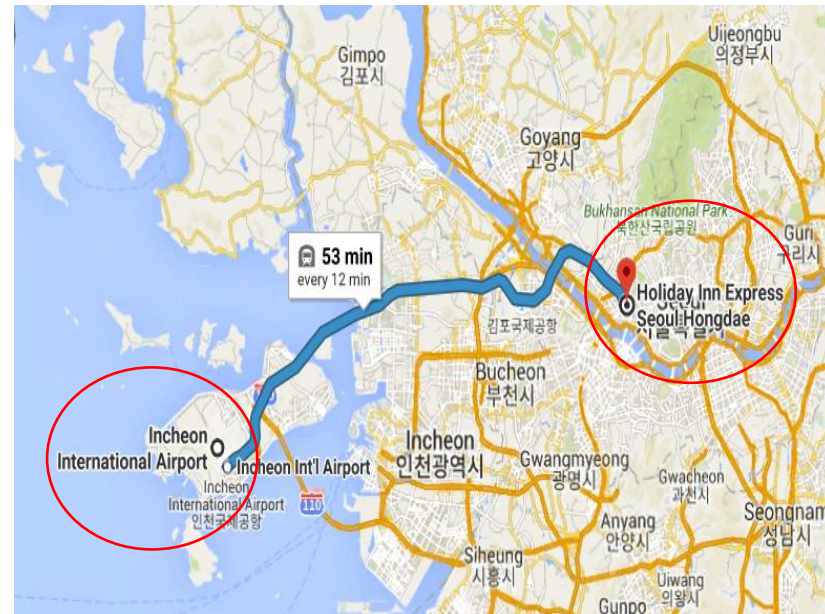 Uijeongbu
의정부시
Gimpo
김포시
Goyang
고양시
Bukhansan National Park
북한산국립공원
Guri
구리시
53 min
every 12 min
Holiday Inn Express
Seoul Hongdae
김포국제공항
Bucheon
부천시
Incheon
International Airport
Incheon Int'l Airport
Incheon
International Airport
인천국제공항
Incheon
인천광역시
110
Gwangmyeong
광명시
Gwacheon
과천시
Seongnam
성남시
Anyang
안양시
Siheung
시흥시
Uiwang
의왕시
Gunpo